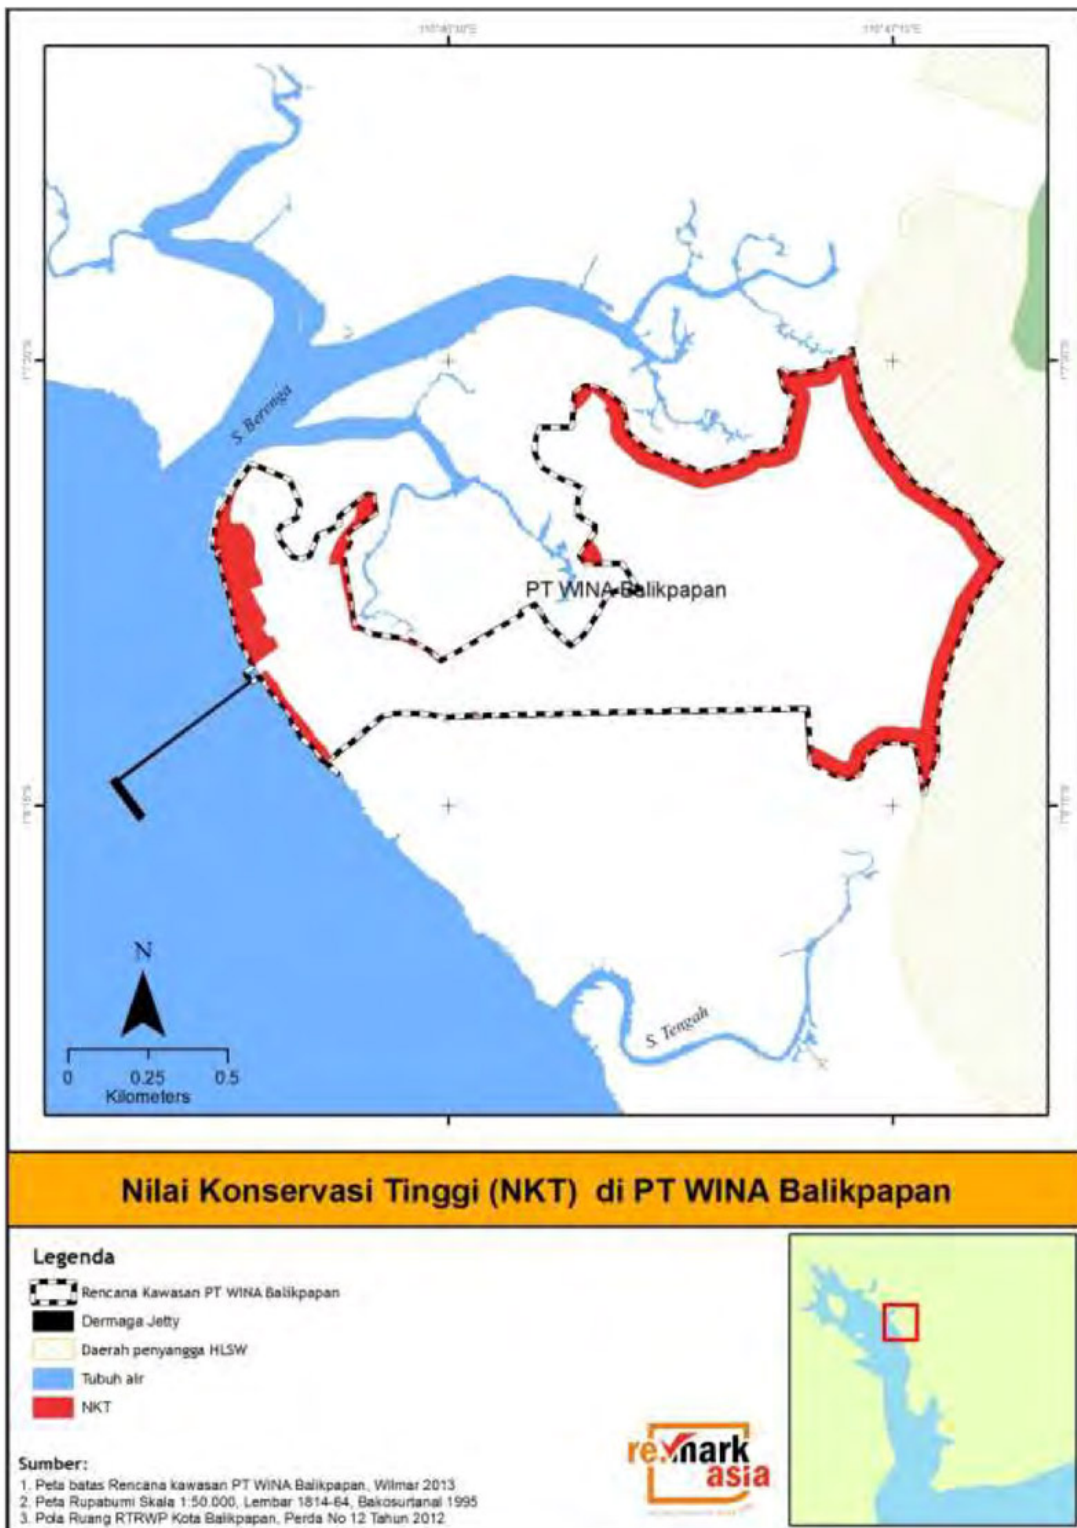 S. Berenga
PT WINA Balikpapan
N
0 0.25 0.5
Kilometers
S. Tengah
Nilai Konservasi Tinggi (NKT) di PT WINA Balikpapan
Legenda
Rencana Kawasan PT WINA Balikpapan
Dermaga Jetty
Daerah penyangga HLSW
Tubuh air
NKT
Sumber:
1. Peta batas Rencana kawasan PT WINA Balikpapan, Wilmar 2013
2. Peta Rupabumi Skala 1:50.000, Lembar 1814-64, Bakosurtanal 1995
3. Pola Ruang RTRWP Kota Balikpapan, Perda No 12 Tahun 2012
remark
asia